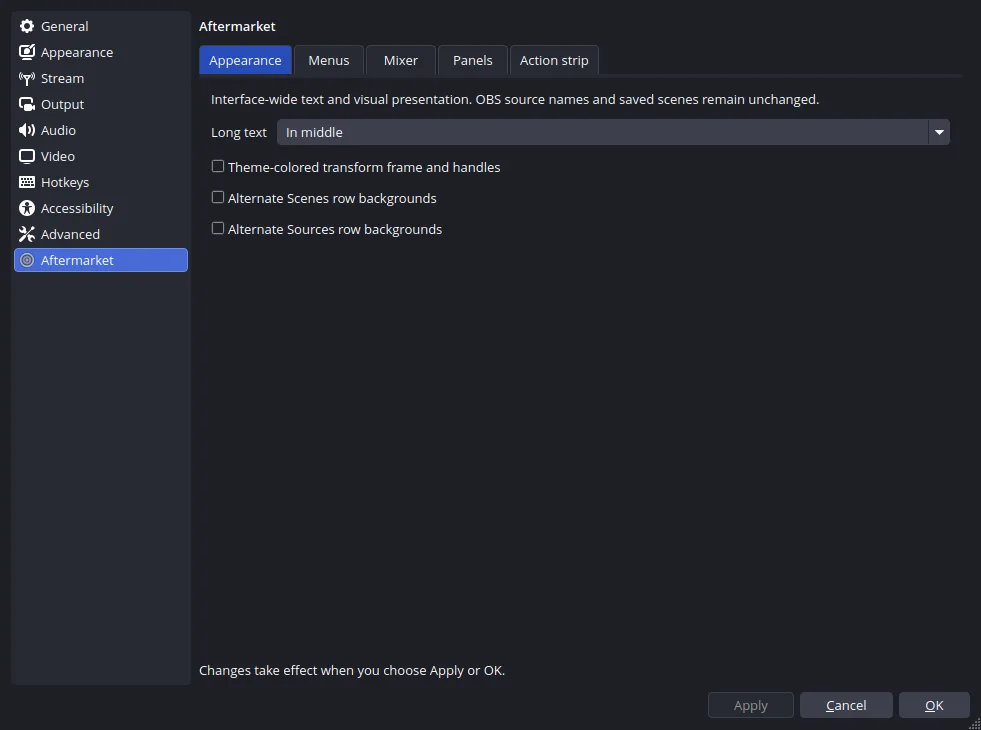 General
Appearance
Stream
Output
Audio
Video
Hotkeys
Accessibility
Advanced
Aftermarket
Aftermarket
Appearance Menus Mixer Panels Action strip
Interface-wide text and visual presentation. OBS source names and saved scenes remain unchanged.
Long text In middle
Theme-colored transform frame and handles
Alternate Scenes row backgrounds
Alternate Sources row backgrounds
Changes take effect when you choose Apply or OK.
Apply Cancel OK